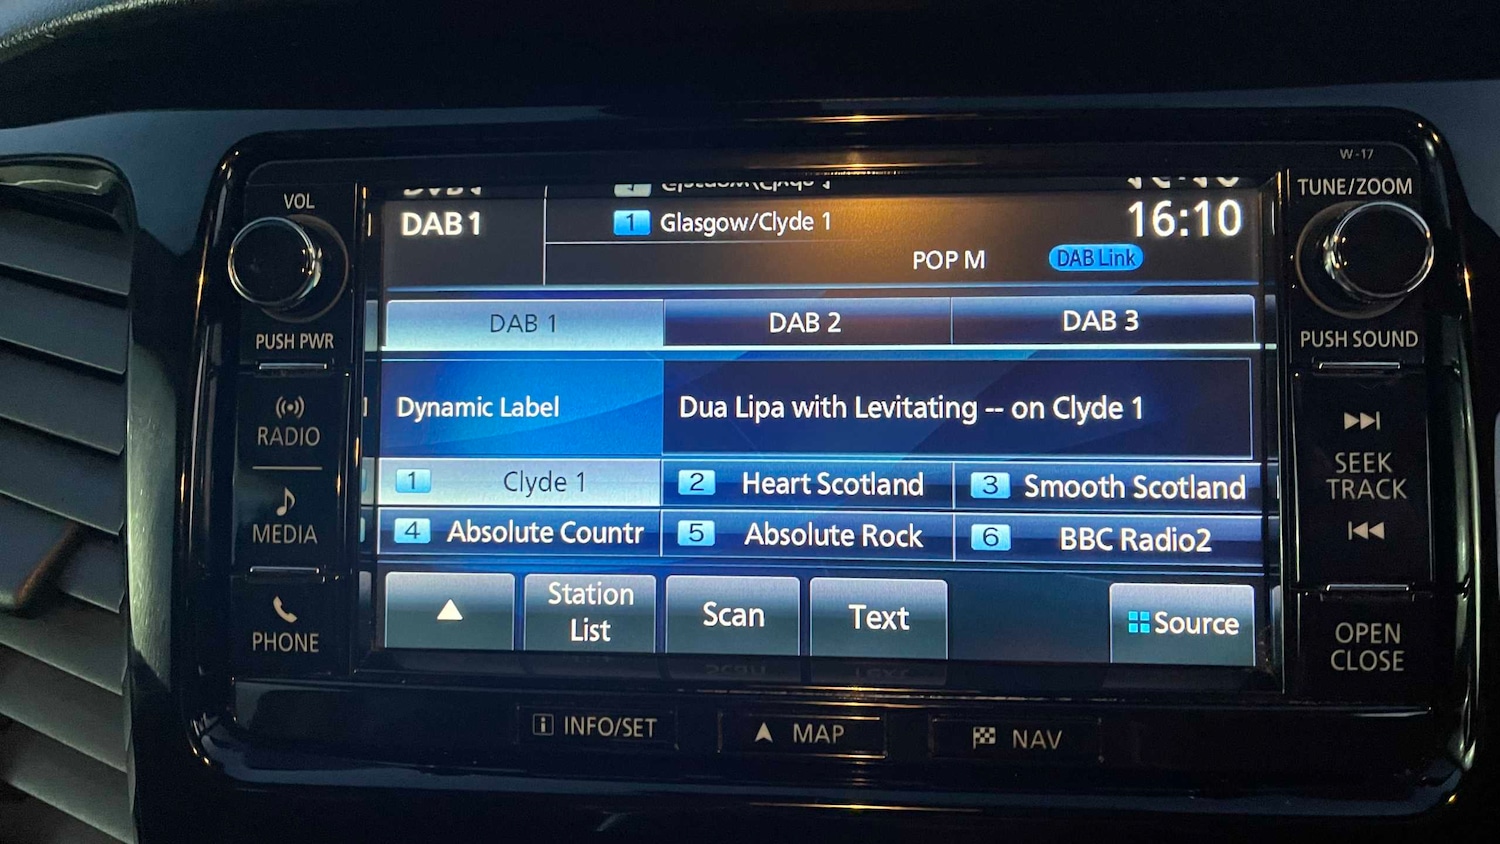 W-17
VOL
TUNE/ZOOM
DAB1
1 Glasgow/Clyde 1
16:10
POP M
DAB Link
PUSH PWR
PUSH SOUND
DAB 1
DAB 2
DAB 3
RADIO
Dynamic Label
Dua Lipa with Levitating -- on Clyde 1
SEEK
TRACK
1 Clyde 1
2 Heart Scotland
3 Smooth Scotland
MEDIA
4 Absolute Countr
5 Absolute Rock
6 BBC Radio2
PHONE
Station
List
Scan
Text
Source
OPEN
CLOSE
i INFO/SET
MAP
NAV